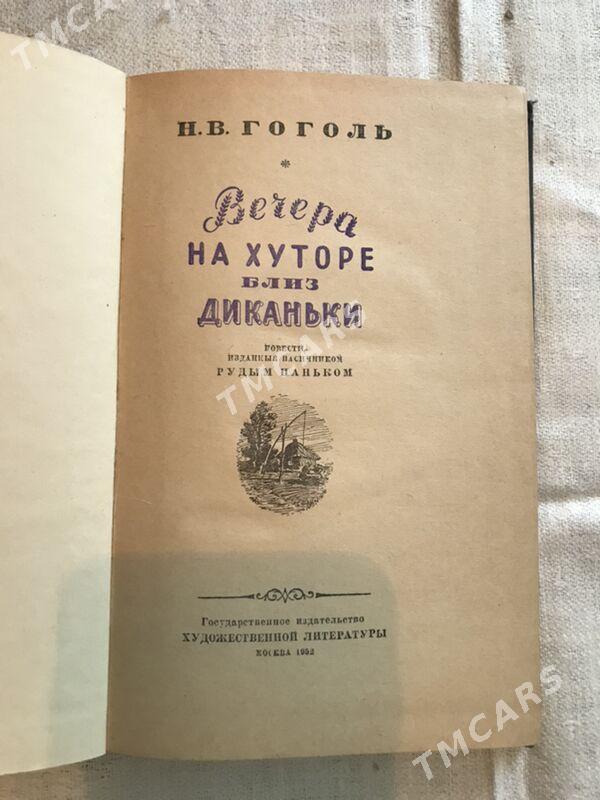 TMCARS
Н.В. ГОГОЛЬ
*
Вечера
НА ХУТОРЕ
БЛИЗ
ДИКАНЬКИ
ПОВЕСТИ,
ИЗДАННЫЕ ПАСИЧНИКОМ
РУДЫМ ПАНЬКОМ
TMCARS
Государственное издательство
ХУДОЖЕСТВЕННОЙ ЛИТЕРАТУРЫ
МОСКВА 1952
TMCARS